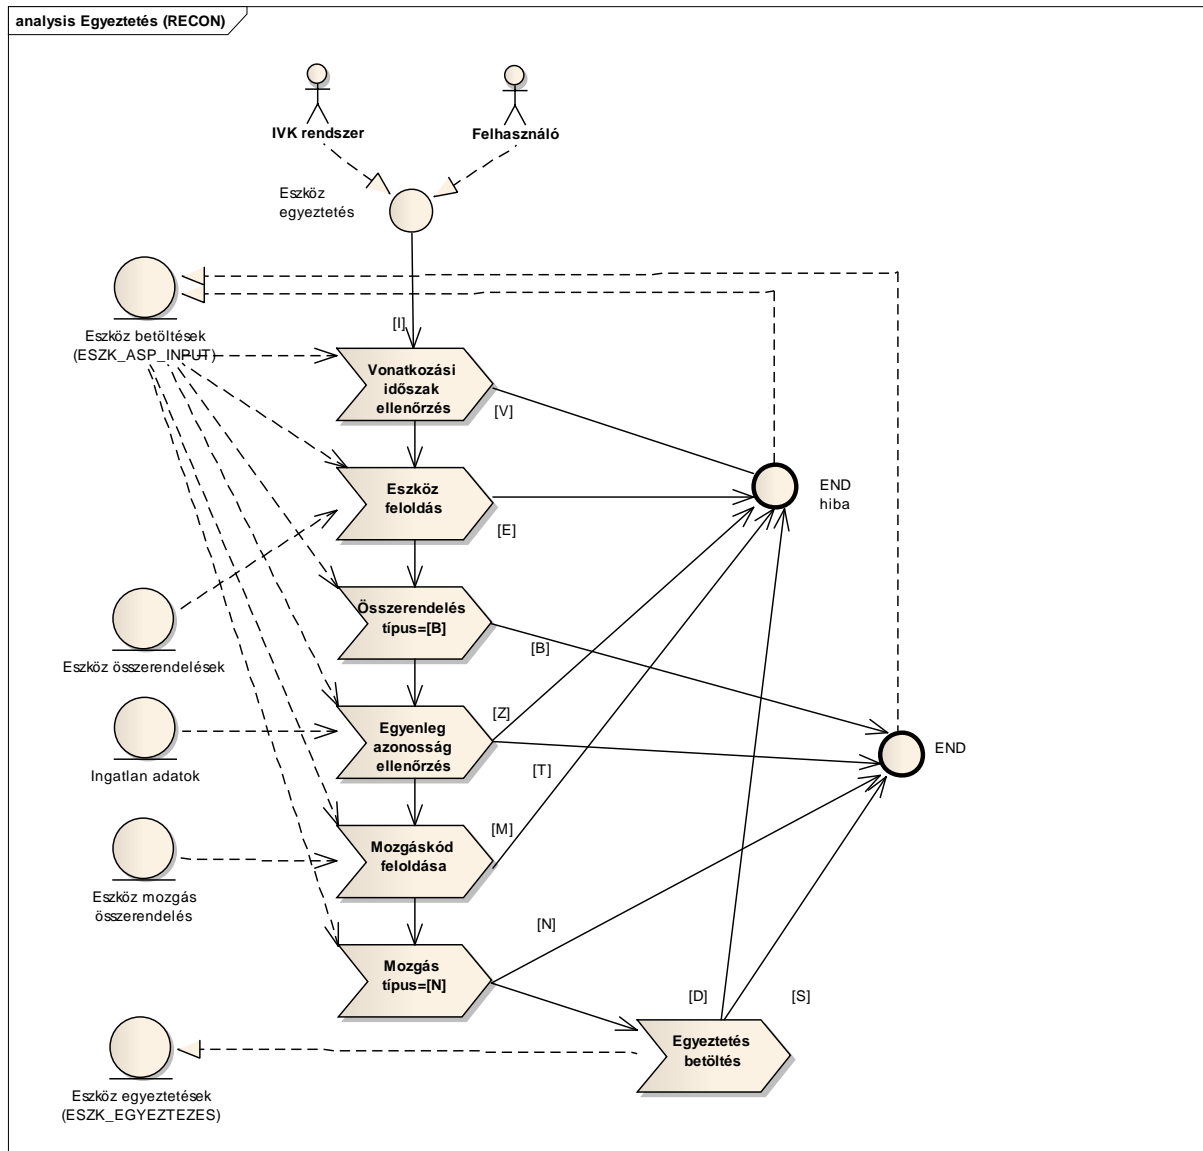 analysis Egyeztetés (RECON)
IVK rendszer
Felhasználó
Eszköz
egyeztetés
Eszköz betöltések
(ESZK_ASP_INPUT)
[I]
Vonatkozási
időszak
ellenőrzés
[V]
Eszköz
feloldás
[E]
END
hiba
Összerendelés
típus=[B]
[B]
Eszköz összerendelések
Egyenleg
azonosság
ellenőrzés
[Z]
Ingatlan adatok
END
[T]
Mozgáskód
feloldása
[M]
Eszköz mozgás
összerendelés
[N]
Mozgás
típus=[N]
[D]
[S]
Egyeztetés
betöltés
Eszköz egyeztetések
(ESZK_EGYEZTEZES)